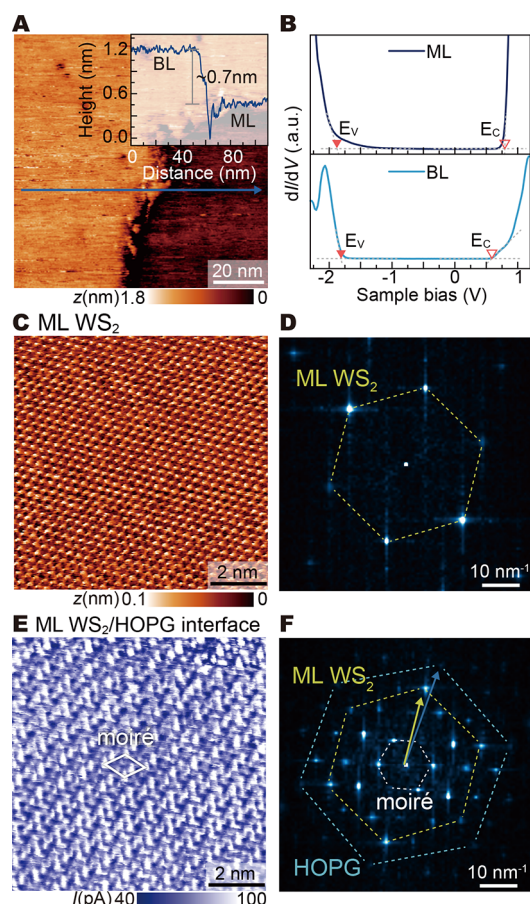 A
Height (nm)
1.2
0.6
0.0
BL
~0.7nm
ML
0 20 40 60 80
Distance (nm)
20 nm
z(nm) 1.8 0
B
dI/dV (a.u.)
ML
E_V
E_C
BL
E_V
E_C
-2 -1 0 1
Sample bias (V)
C ML WS₂
2 nm
z(nm) 0.1 0
D
ML WS₂
10 nm⁻¹
E ML WS₂/HOPG interface
moiré
2 nm
I(pA) 40 100
F
ML WS₂
moiré
HOPG
10 nm⁻¹